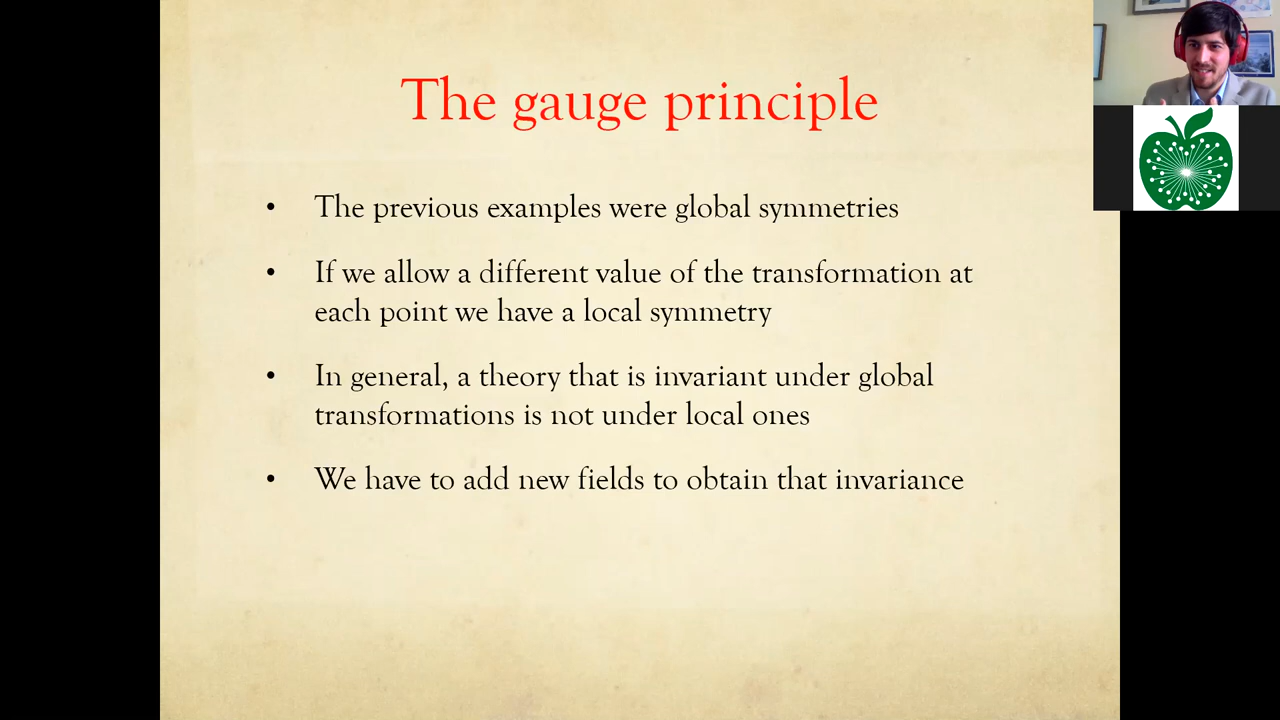 The gauge principle
• The previous examples were global symmetries
• If we allow a different value of the transformation at
each point we have a local symmetry
• In general, a theory that is invariant under global
transformations is not under local ones
• We have to add new fields to obtain that invariance